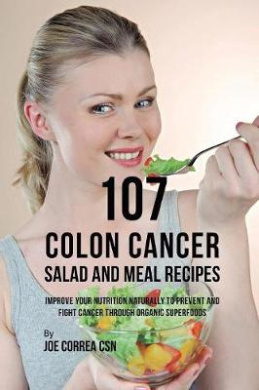 107
COLON CANCER
SALAD AND MEAL RECIPES
IMPROVE YOUR NUTRITION NATURALLY TO PREVENT AND
FIGHT CANCER THROUGH ORGANIC SUPERFOODS
By
JOE CORREA CSN